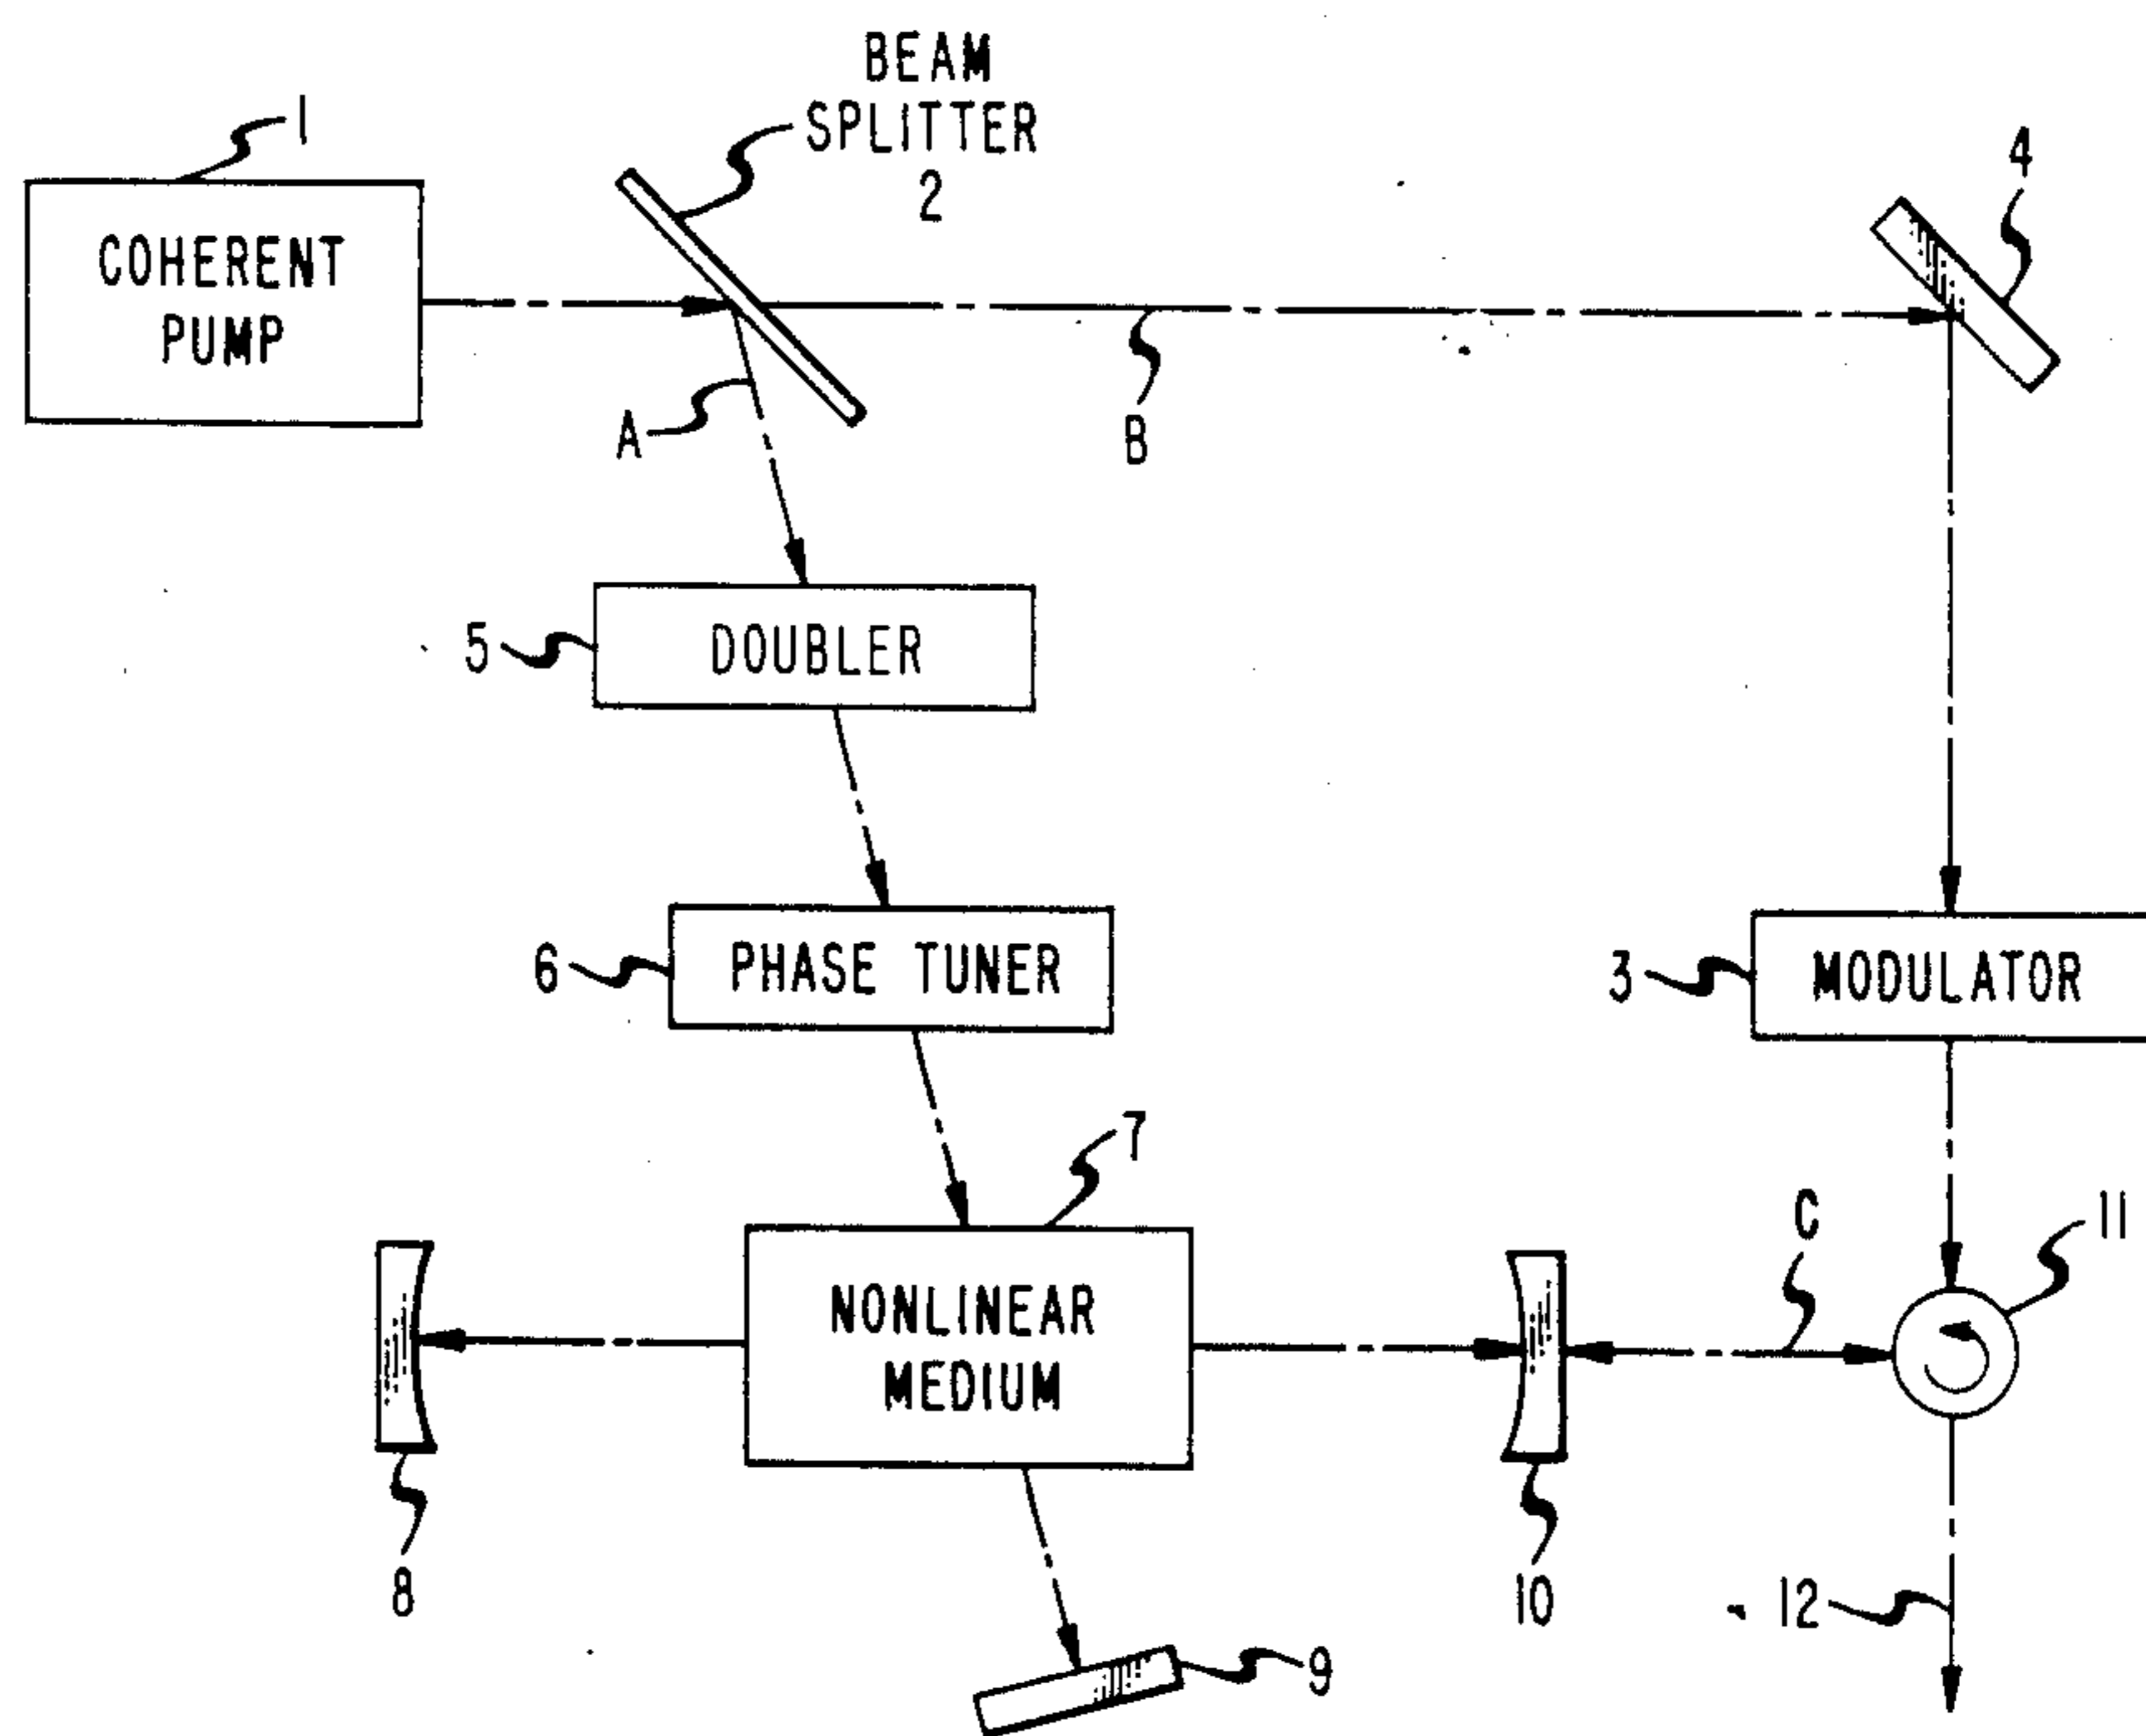 BEAM
SPLITTER
2
1
COHERENT
PUMP
4
A
B
5
DOUBLER
6
PHASE TUNER
3
MODULATOR
7
C
11
NONLINEAR
MEDIUM
8
10
12
9